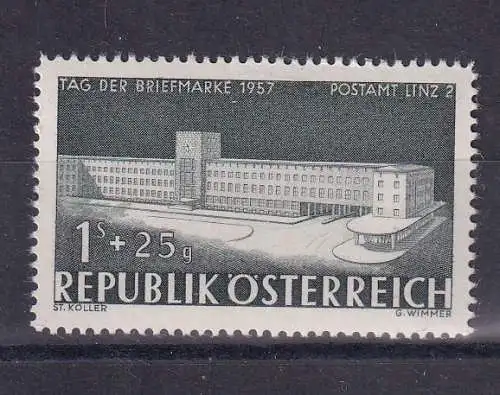 TAG DER BRIEFMARKE 1957 POSTAMT LINZ 2
1S + 25g
REPUBLIK ÖSTERREICH
ST. KOLLER G. WIMMER